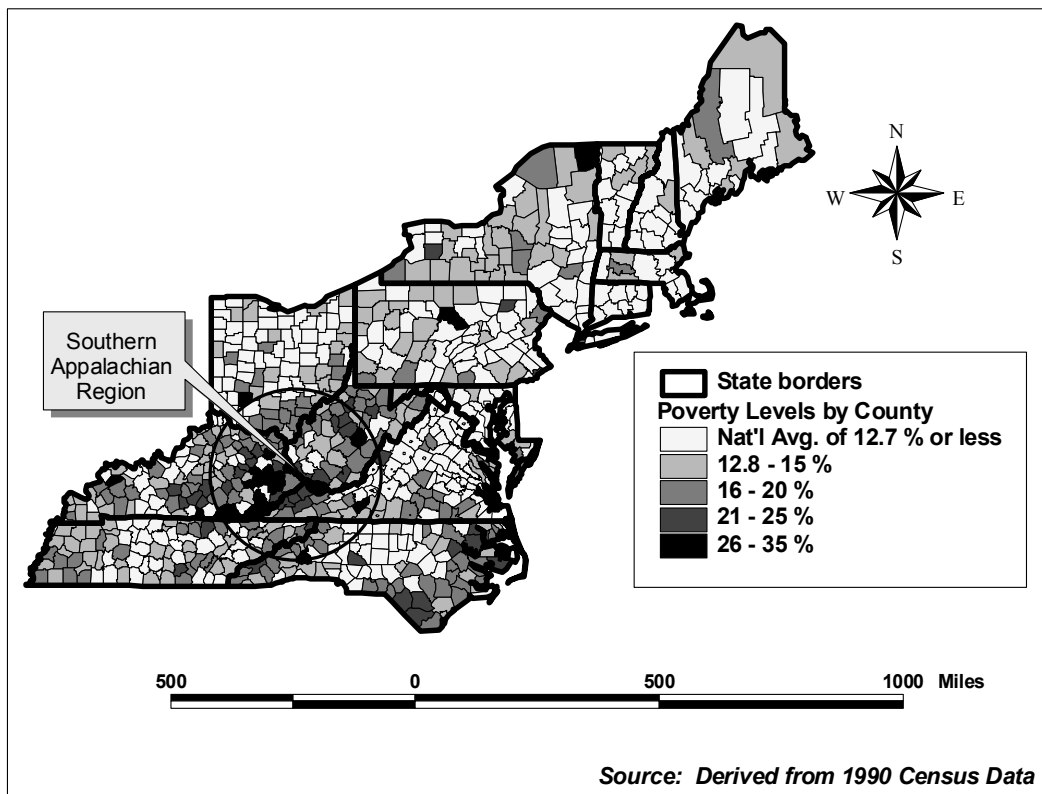 N
W
E
S
Southern
Appalachian
Region
State borders
Poverty Levels by County
Nat'l Avg. of 12.7 % or less
12.8 - 15 %
16 - 20 %
21 - 25 %
26 - 35 %
500 0 500 1000 Miles
Source: Derived from 1990 Census Data